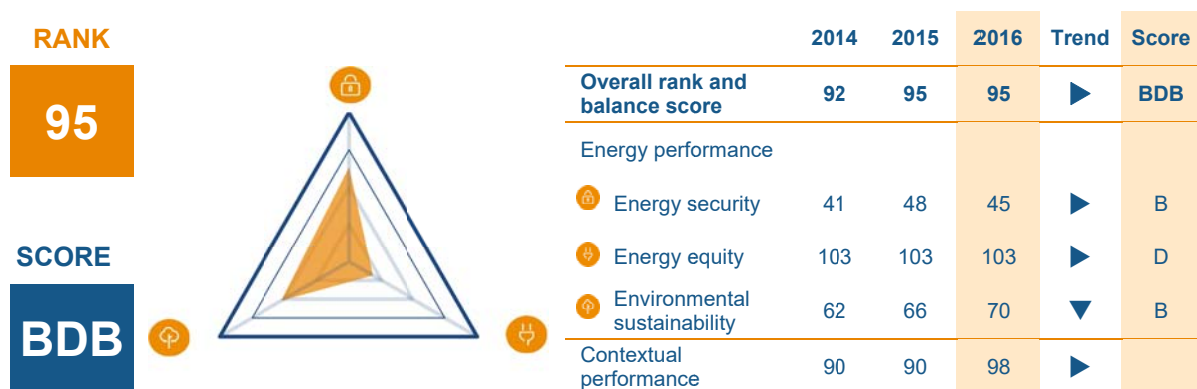 RANK
95
SCORE
BDB
2014 2015 2016 Trend Score
Overall rank and
balance score 92 95 95 ▶ BDB
Energy performance
Energy security 41 48 45 ▶ B
Energy equity 103 103 103 ▶ D
Environmental
sustainability 62 66 70 ▼ B
Contextual
performance 90 90 98 ▶